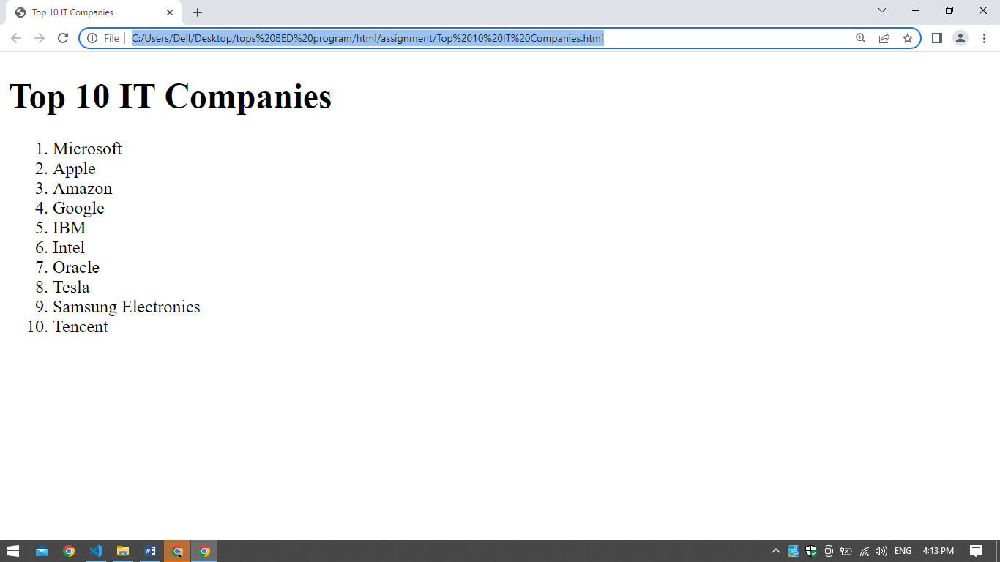 Top 10 IT Companies
File
C:/Users/Dell/Desktop/tops%20BED%20program/html/assignment/Top%2010%20IT%20Companies.html
Top 10 IT Companies
1. Microsoft
2. Apple
3. Amazon
4. Google
5. IBM
6. Intel
7. Oracle
8. Tesla
9. Samsung Electronics
10. Tencent
ENG
4:13 PM